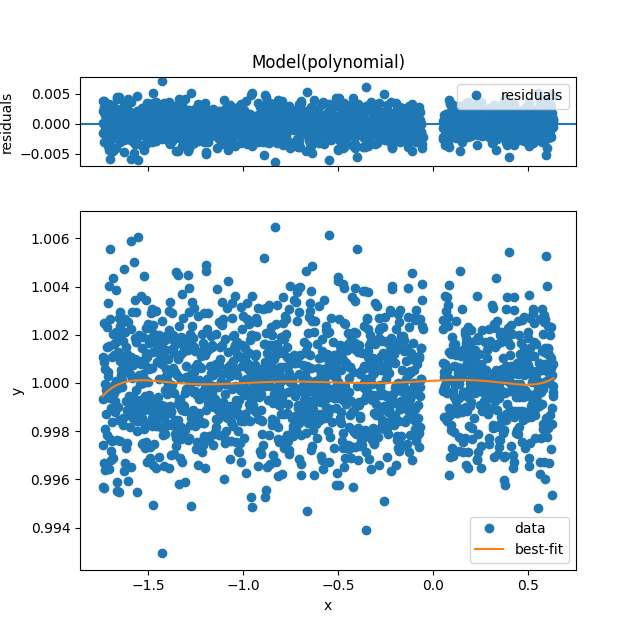 Model(polynomial)
residuals
0.005
0.000
−0.005
residuals
y
1.006
1.004
1.002
1.000
0.998
0.996
0.994
data
best-fit
−1.5 −1.0 −0.5 0.0 0.5
x